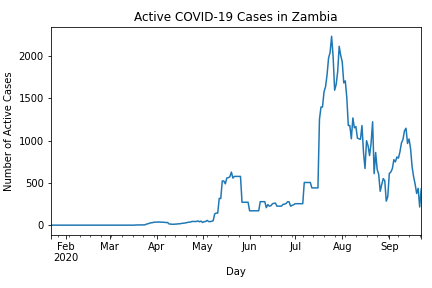 Active COVID-19 Cases in Zambia
Number of Active Cases
2000
1500
1000
500
0
Feb Mar Apr May Jun Jul Aug Sep
2020
Day